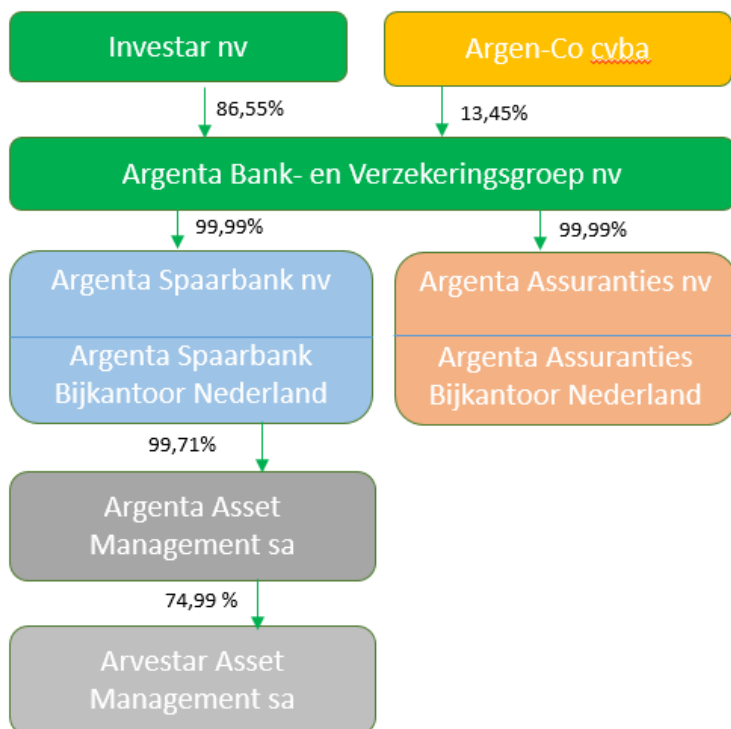 Investar nv
Argen-Co cvba
86,55%
13,45%
Argenta Bank- en Verzekeringsgroep nv
99,99%
99,99%
Argenta Spaarbank nv
Argenta Assuranties nv
Argenta Spaarbank
Bijkantoor Nederland
Argenta Assuranties
Bijkantoor Nederland
99,71%
Argenta Asset
Management sa
74,99 %
Arvestar Asset
Management sa